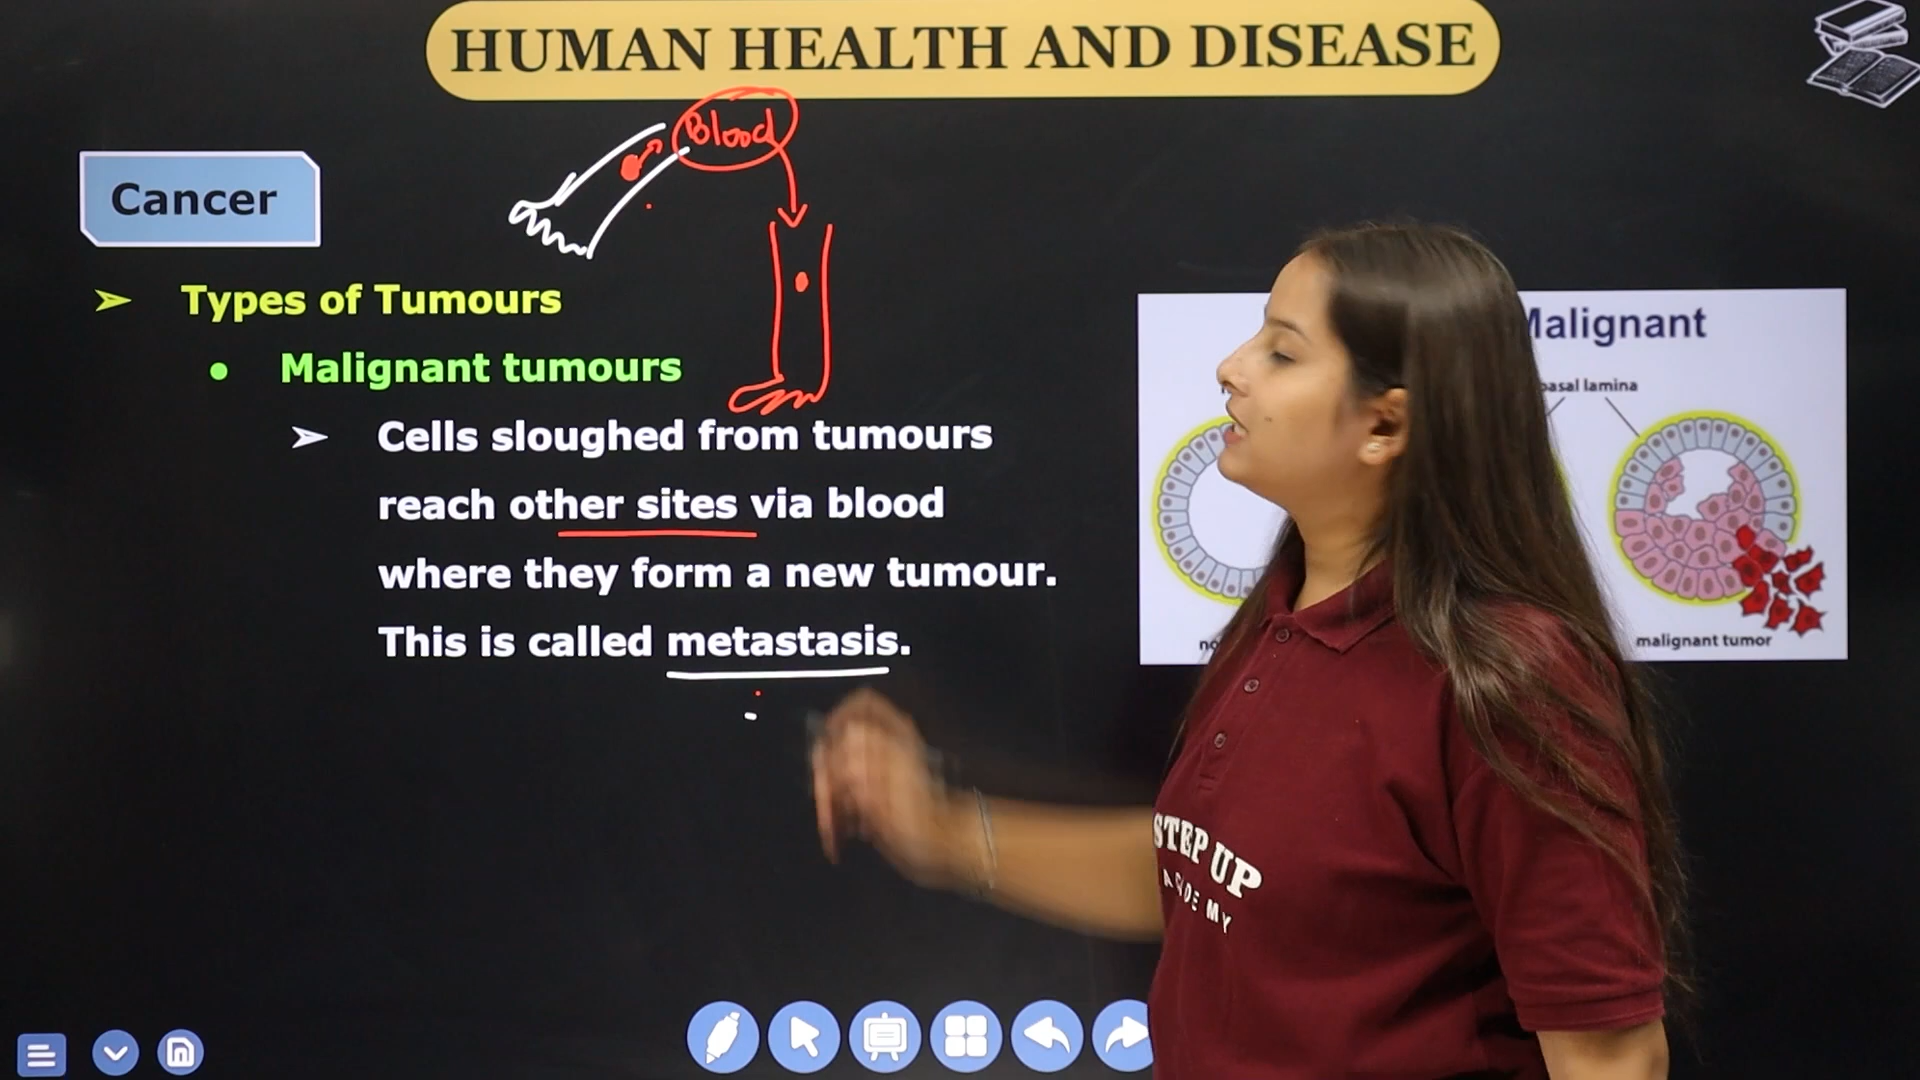 HUMAN HEALTH AND DISEASE
Blood
Cancer
Types of Tumours
Malignant tumours
Cells sloughed from tumours
reach other sites via blood
where they form a new tumour.
This is called metastasis.
Malignant
basal lamina
malignant tumor
STEP UP